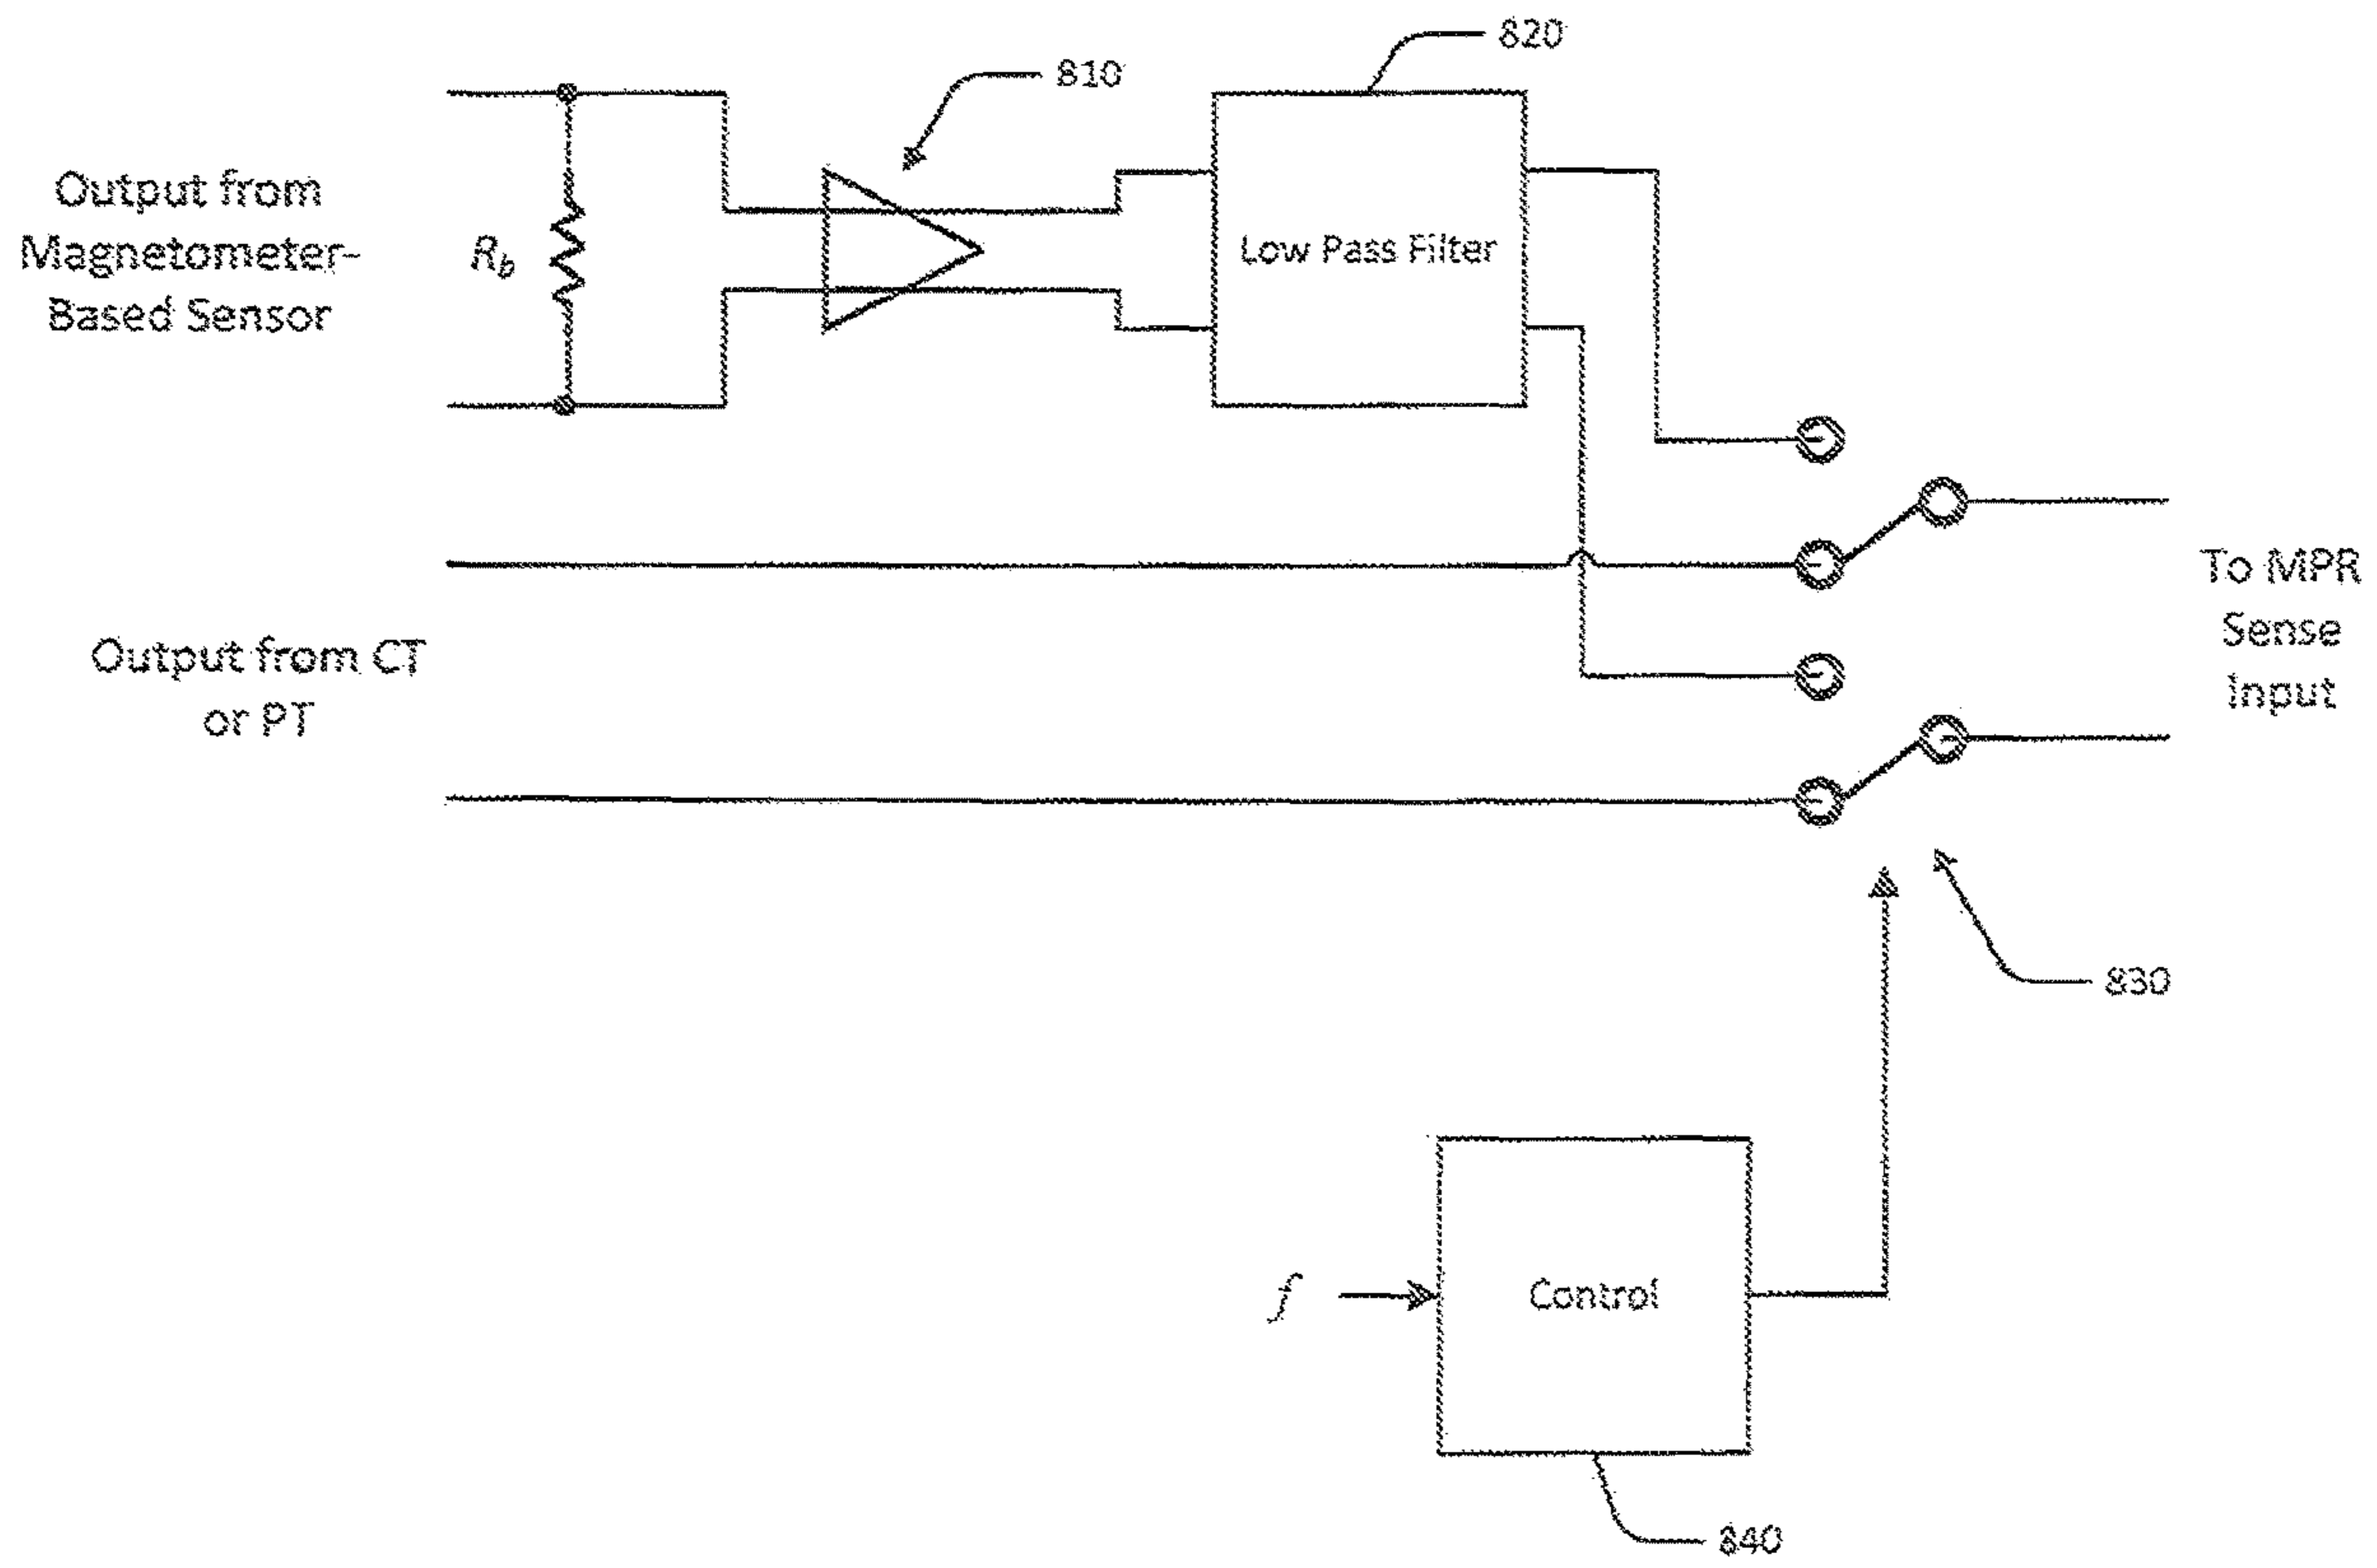 820
810
Output from
Magnetometer-
Based Sensor
Rb
Low Pass Filter
To MPR
Sense
Input
Output from CT
or PT
830
f
Control
840